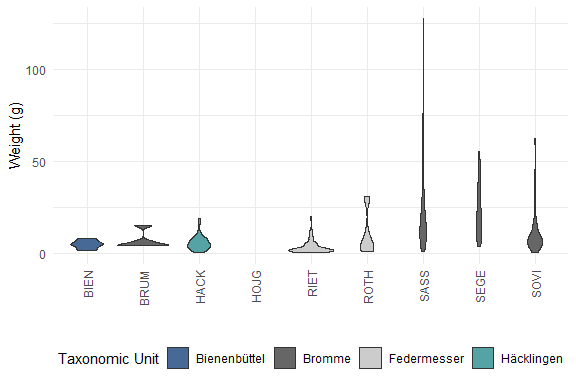 Weight (g)
100
50
0
BIEN
BRUM
HACK
HOJG
RIET
ROTH
SASS
SEGE
SOVI
Taxonomic Unit Bienenbüttel Bromme Federmesser Häcklingen